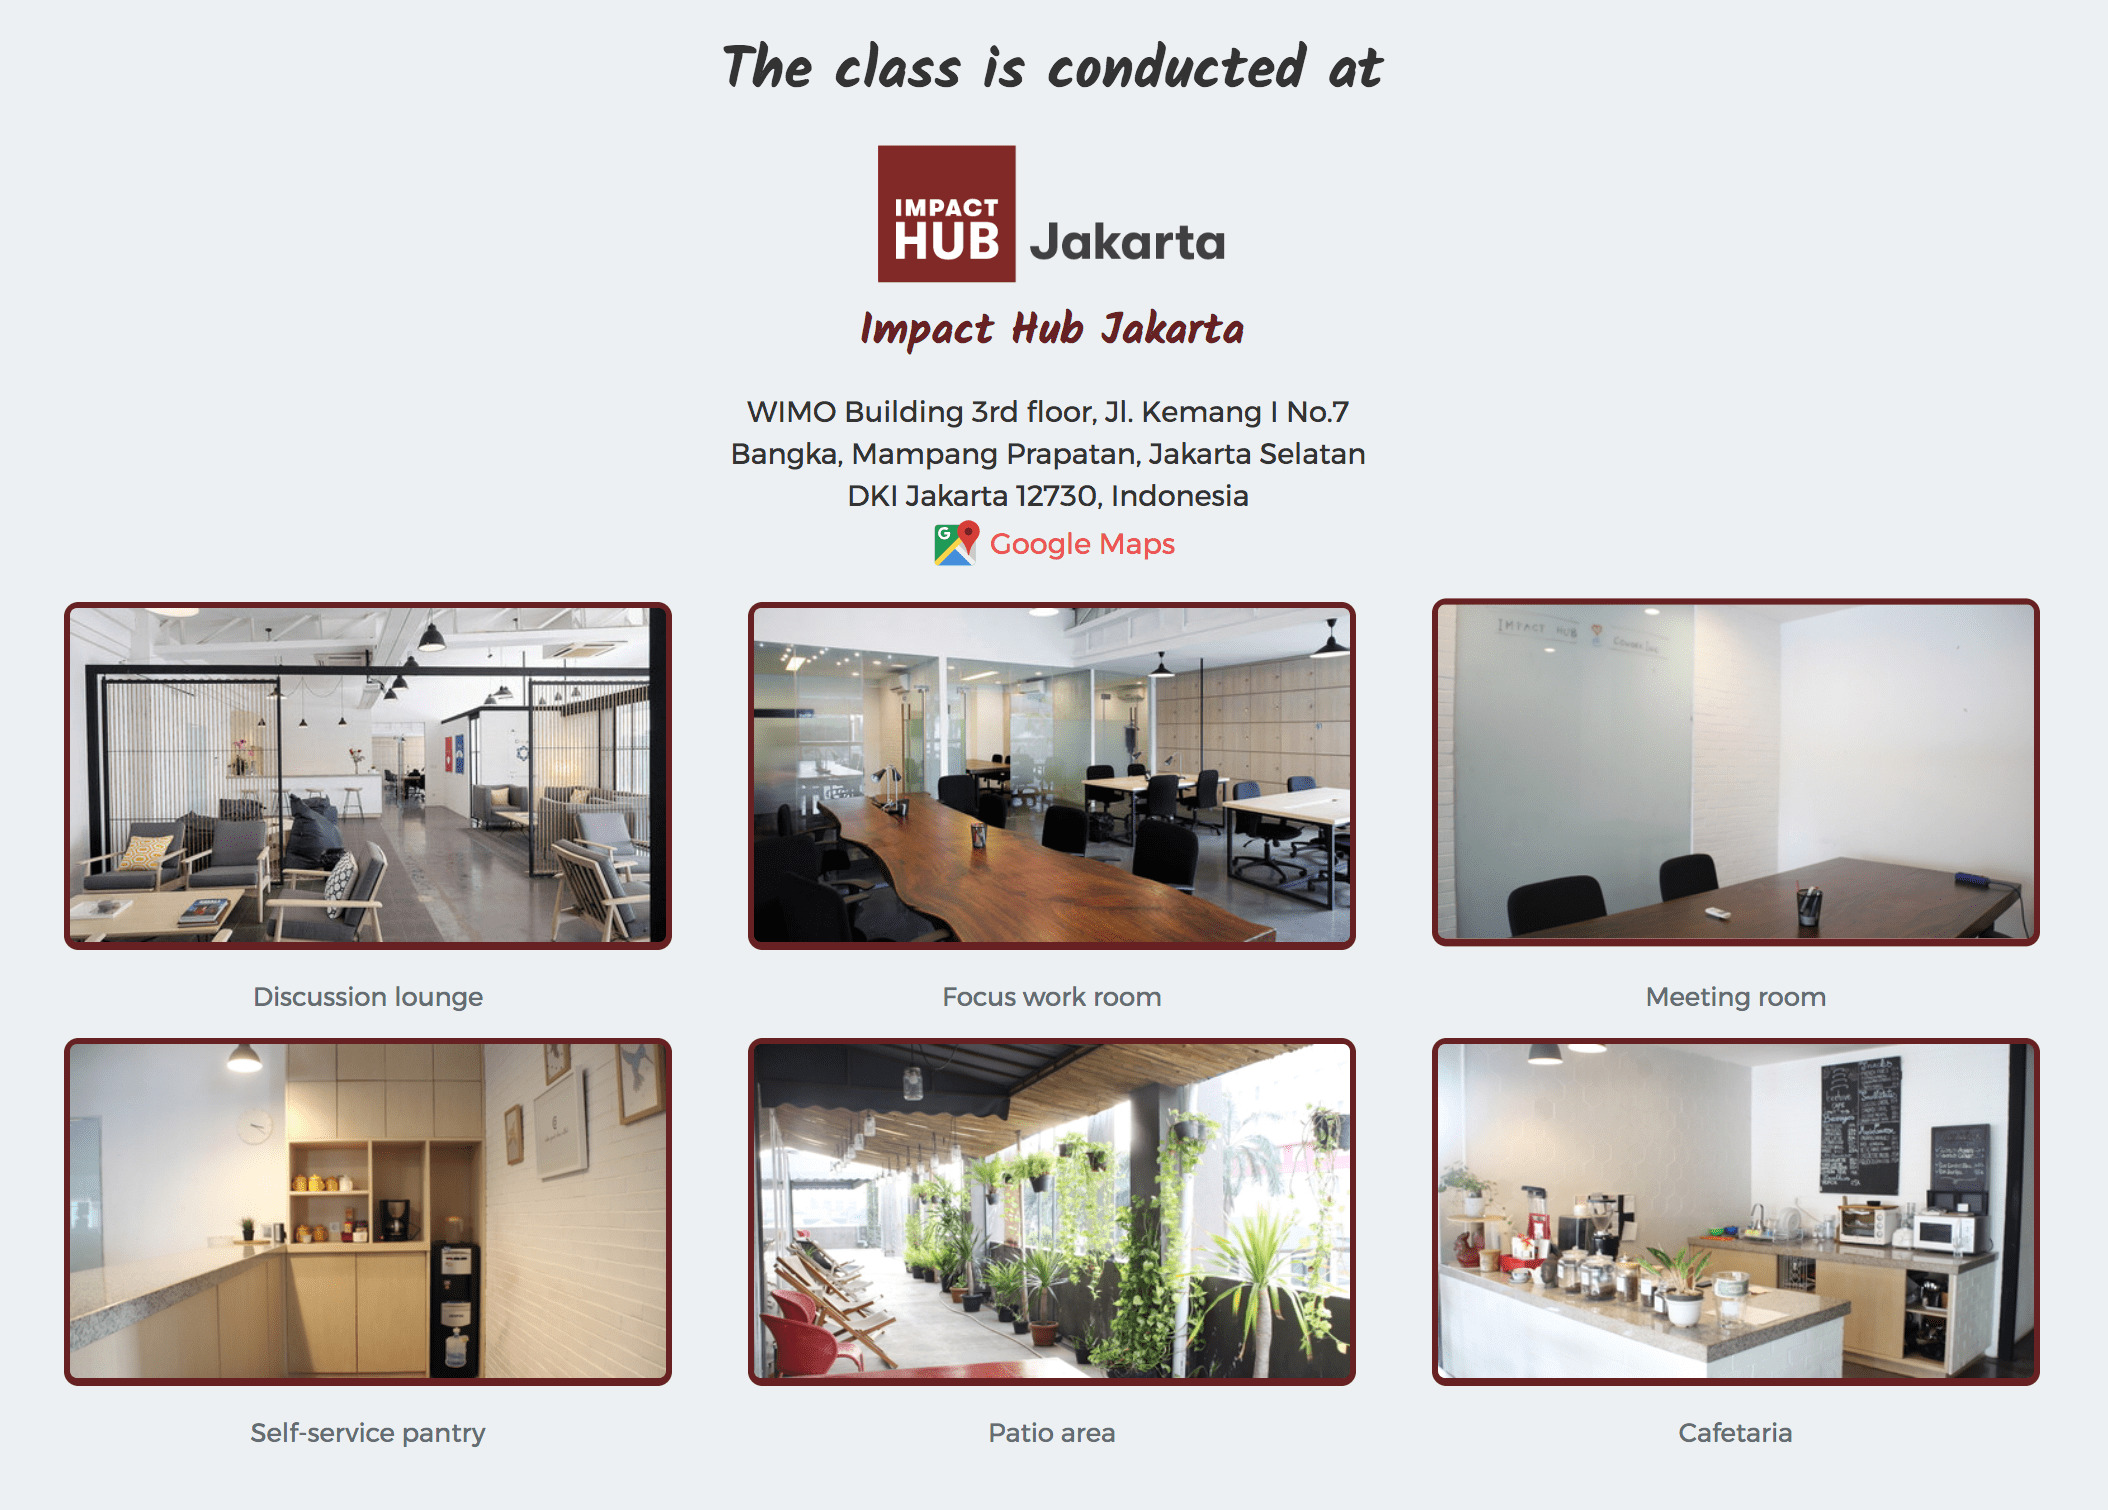 The class is conducted at
IMPACT
HUB Jakarta
Impact Hub Jakarta
WIMO Building 3rd floor, Jl. Kemang I No.7
Bangka, Mampang Prapatan, Jakarta Selatan
DKI Jakarta 12730, Indonesia
G Google Maps
IMPACT HUB
Discussion lounge
Focus work room
Meeting room
Self-service pantry
Patio area
Cafetaria